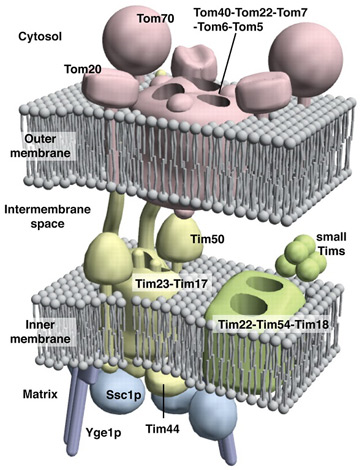 Tom40-Tom22-Tom7
-Tom6-Tom5
Tom70
Cytosol
Tom20
Outer
membrane
Intermembrane
space
Tim50
small
Tims
Tim23-Tim17
Tim22-Tim54-Tim18
Inner
membrane
Matrix
Ssc1p
Tim44
Yge1p